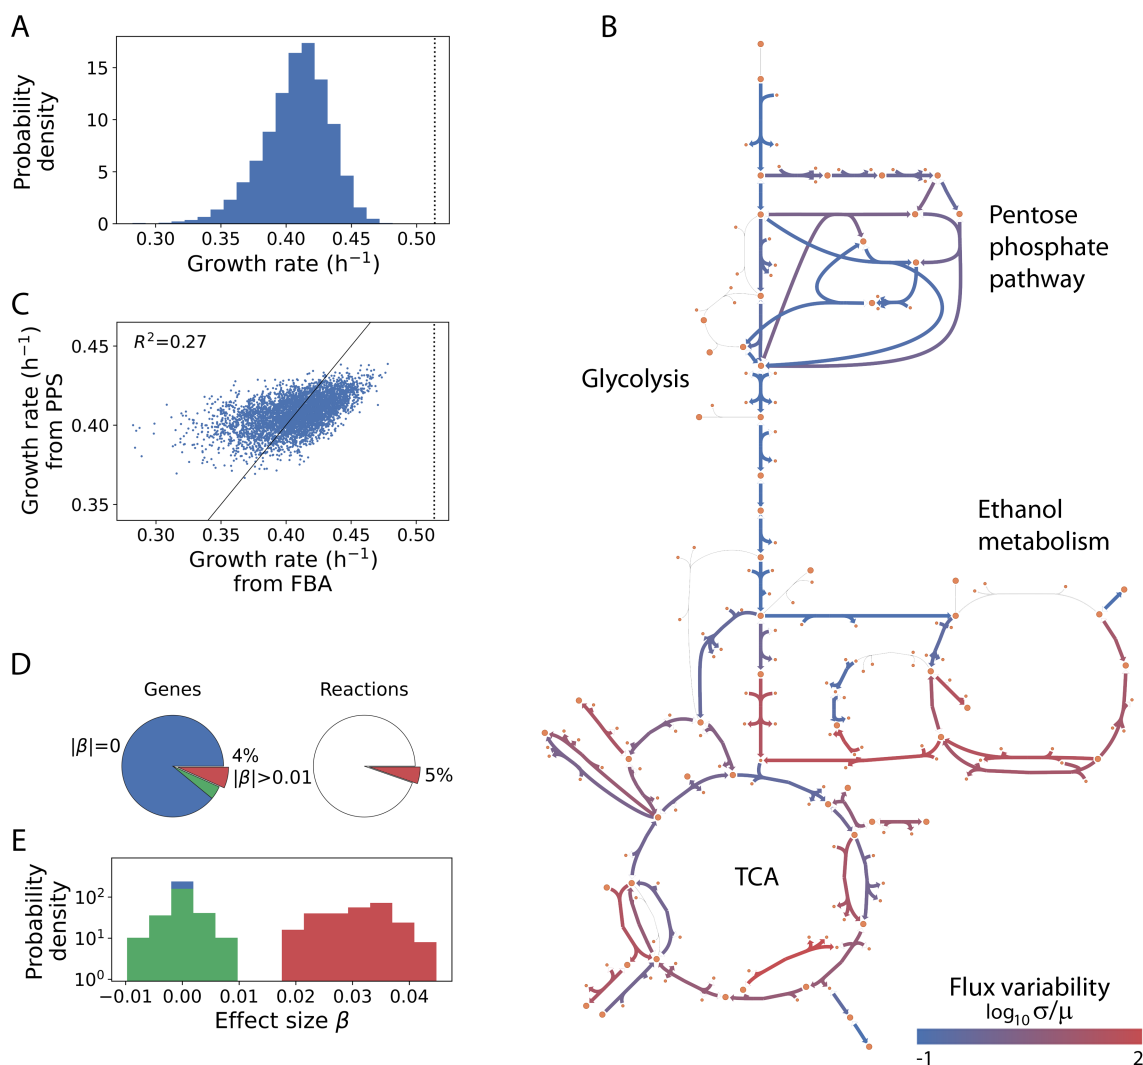 A
Probability
density
15
10
5
0
0.30 0.35 0.40 0.45 0.50
Growth rate (h⁻¹)
B
Pentose
phosphate
pathway
Glycolysis
Ethanol
metabolism
TCA
Flux variability
log₁₀ σ/μ
-1 2
C
Growth rate (h⁻¹)
from PPS
R²=0.27
0.45
0.40
0.35
0.30 0.35 0.40 0.45 0.50
Growth rate (h⁻¹)
from FBA
D
Genes Reactions
|β|=0
4%
|β|>0.01
5%
E
Probability
density
10²
10¹
10⁰
−0.01 0.00 0.01 0.02 0.03 0.04
Effect size β